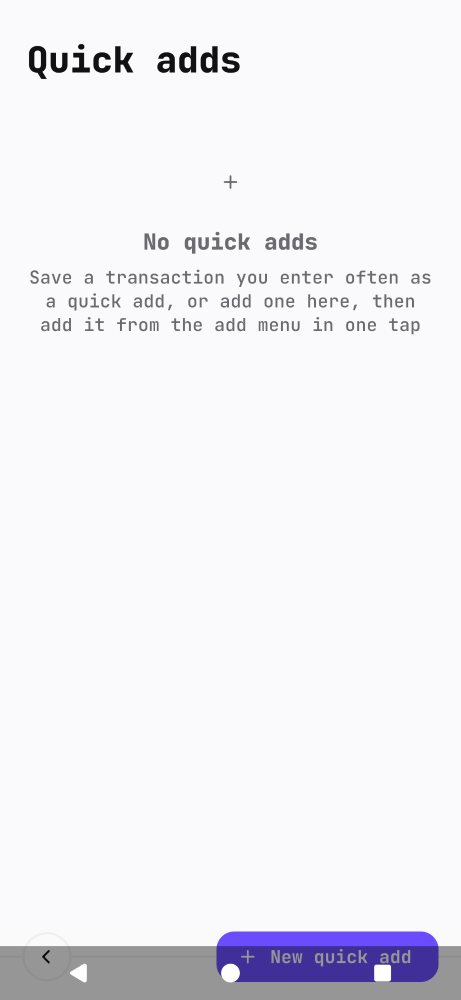 Quick adds
+
No quick adds
Save a transaction you enter often as
a quick add, or add one here, then
add it from the add menu in one tap
+ New quick add